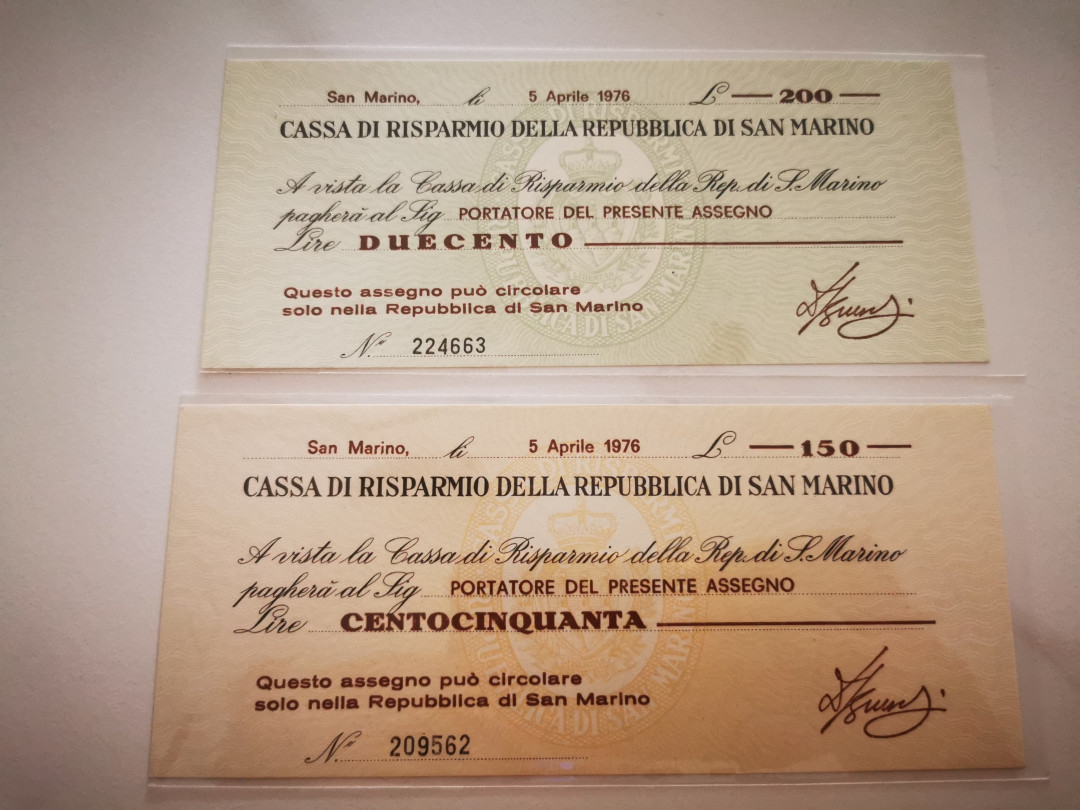 San Marino, lì 5 Aprile 1976 £ — 200 —
CASSA DI RISPARMIO DELLA REPUBBLICA DI SAN MARINO
A vista la Cassa di Risparmio della Rep. di S. Marino
pagherà al Sig PORTATORE DEL PRESENTE ASSEGNO
Lire DUECENTO
Questo assegno può circolare
solo nella Repubblica di San Marino
N.º 224663
San Marino, lì 5 Aprile 1976 £ — 150 —
CASSA DI RISPARMIO DELLA REPUBBLICA DI SAN MARINO
A vista la Cassa di Risparmio della Rep. di S. Marino
pagherà al Sig PORTATORE DEL PRESENTE ASSEGNO
Lire CENTOCINQUANTA
Questo assegno può circolare
solo nella Repubblica di San Marino
N.º 209562